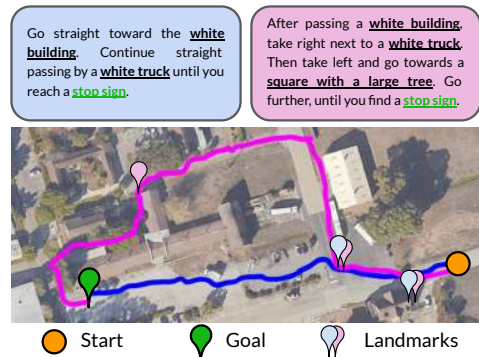 Go straight toward the white
building. Continue straight
passing by a white truck until you
reach a stop sign.
After passing a white building,
take right next to a white truck.
Then take left and go towards a
square with a large tree. Go
further, until you find a stop sign.
Start
Goal
Landmarks